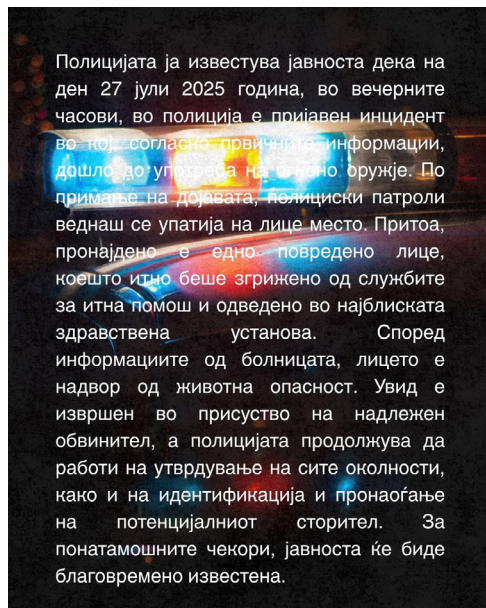 Полицијата ја известува јавноста дека на
ден 27 јули 2025 година, во вечерните
часови, во полиција е пријавен инцидент
во кој, согласно првичните информации,
дошло до употреба на огнено оружје. По
примање на дојавата, полициски патроли
веднаш се упатија на лице место. Притоа,
пронајдено е едно повредено лице,
коешто итно беше згрижено од службите
за итна помош и одведено во најблиската
здравствена установа. Според
информациите од болницата, лицето е
надвор од животна опасност. Увид е
извршен во присуство на надлежен
обвинител, а полицијата продолжува да
работи на утврдување на сите околности,
како и на идентификација и пронаоѓање
на потенцијалниот сторител. За
понатамошните чекори, јавноста ќе биде
благовремено известена.